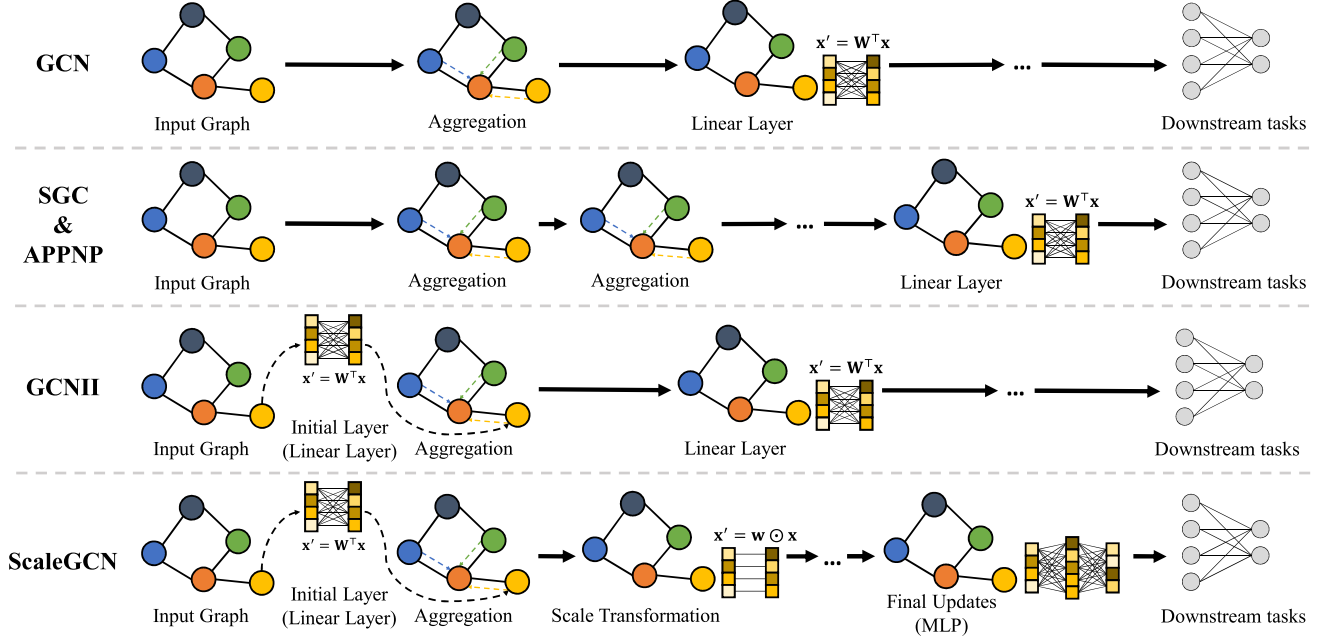 GCN
Input Graph
Aggregation
x′ = W⊤x
Linear Layer
...
Downstream tasks
SGC
&
APPNP
Input Graph
Aggregation
Aggregation
...
x′ = W⊤x
Linear Layer
Downstream tasks
GCNII
Input Graph
x′ = W⊤x
Initial Layer
(Linear Layer)
Aggregation
x′ = W⊤x
Linear Layer
...
Downstream tasks
ScaleGCN
Input Graph
x′ = W⊤x
Initial Layer
(Linear Layer)
Aggregation
x′ = w ⊙ x
Scale Transformation
...
Final Updates
(MLP)
Downstream tasks